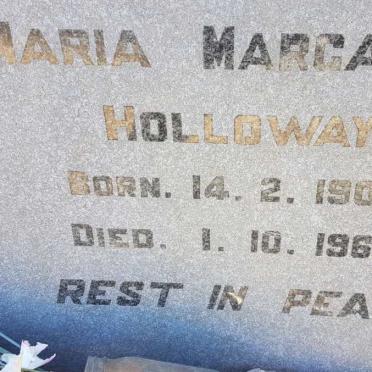 MARIA MARGA
HOLLOWAY
BORN. 14. 2. 190
DIED. 1. 10. 196
REST IN PEA